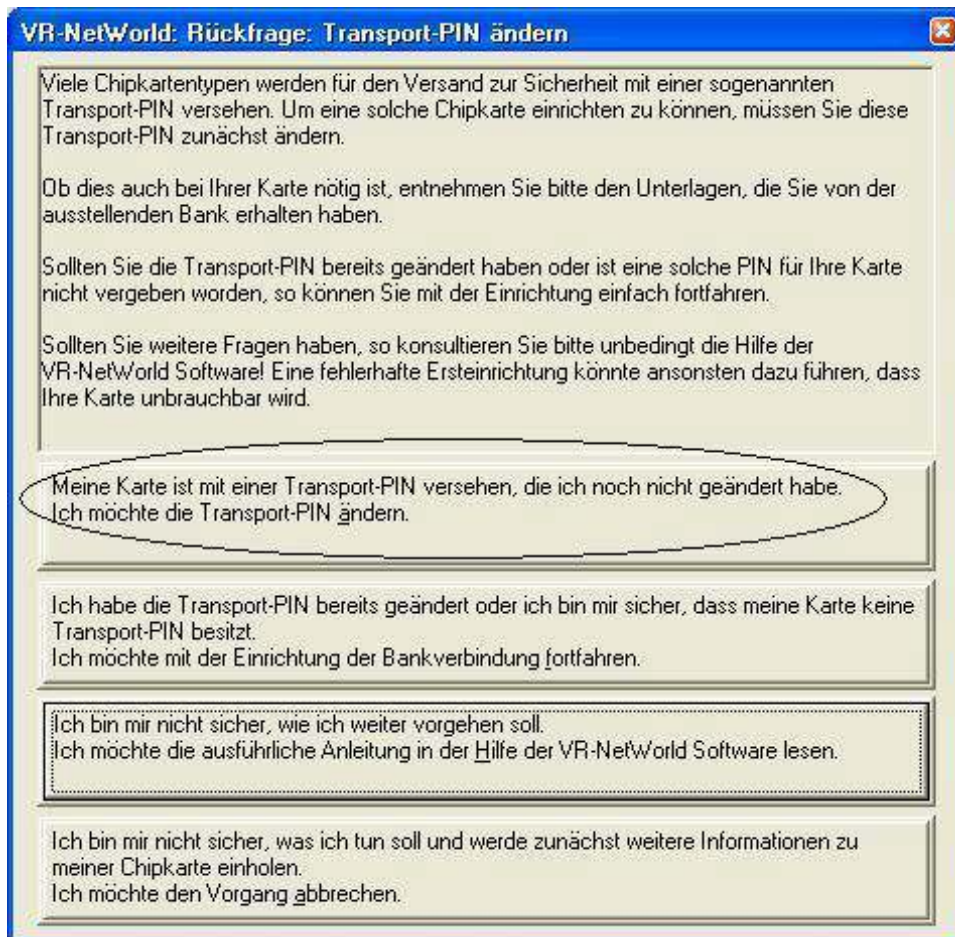 VR-NetWorld: Rückfrage: Transport-PIN ändern
Viele Chipkartentypen werden für den Versand zur Sicherheit mit einer sogenannten
Transport-PIN versehen. Um eine solche Chipkarte einrichten zu können, müssen Sie diese
Transport-PIN zunächst ändern.
Ob dies auch bei Ihrer Karte nötig ist, entnehmen Sie bitte den Unterlagen, die Sie von der
ausstellenden Bank erhalten haben.
Sollten Sie die Transport-PIN bereits geändert haben oder ist eine solche PIN für Ihre Karte
nicht vergeben worden, so können Sie mit der Einrichtung einfach fortfahren.
Sollten Sie weitere Fragen haben, so konsultieren Sie bitte unbedingt die Hilfe der
VR-NetWorld Software! Eine fehlerhafte Ersteinrichtung könnte ansonsten dazu führen, dass
Ihre Karte unbrauchbar wird.
Meine Karte ist mit einer Transport-PIN versehen, die ich noch nicht geändert habe.
Ich möchte die Transport-PIN ändern.
Ich habe die Transport-PIN bereits geändert oder ich bin mir sicher, dass meine Karte keine
Transport-PIN besitzt.
Ich möchte mit der Einrichtung der Bankverbindung fortfahren.
Ich bin mir nicht sicher, wie ich weiter vorgehen soll.
Ich möchte die ausführliche Anleitung in der Hilfe der VR-NetWorld Software lesen.
Ich bin mir nicht sicher, was ich tun soll und werde zunächst weitere Informationen zu
meiner Chipkarte einholen.
Ich möchte den Vorgang abbrechen.